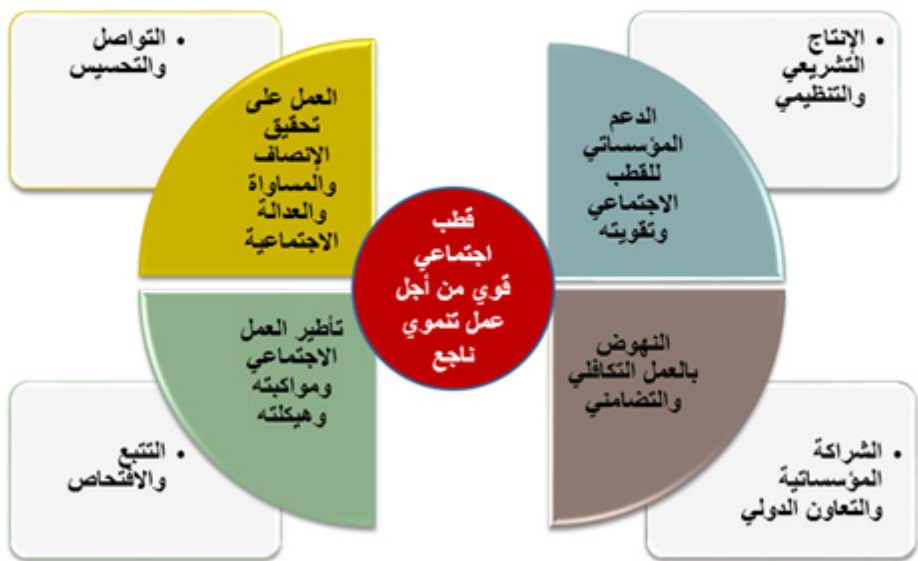 • الإنتاج
التشريعي
والتنظيمي
الدعم
المؤسساتي
للقطب
الاجتماعي
وتقويته
العمل على
تحقيق
الإنصاف
والمساواة
والعدالة
الاجتماعية
• التواصل
والتحسيس
قطب
اجتماعي
قوي من أجل
عمل تنموي
ناجع
النهوض
بالعمل التكافلي
والتضامني
• الشراكة
المؤسساتية
والتعاون الدولي
تأطير العمل
الاجتماعي
ومواكبته
وهيكلته
• التتبع
والافتحاص